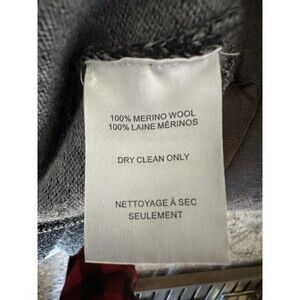 100% MERINO WOOL
100% LAINE MÉRINOS
DRY CLEAN ONLY
NETTOYAGE À SEC
SEULEMENT